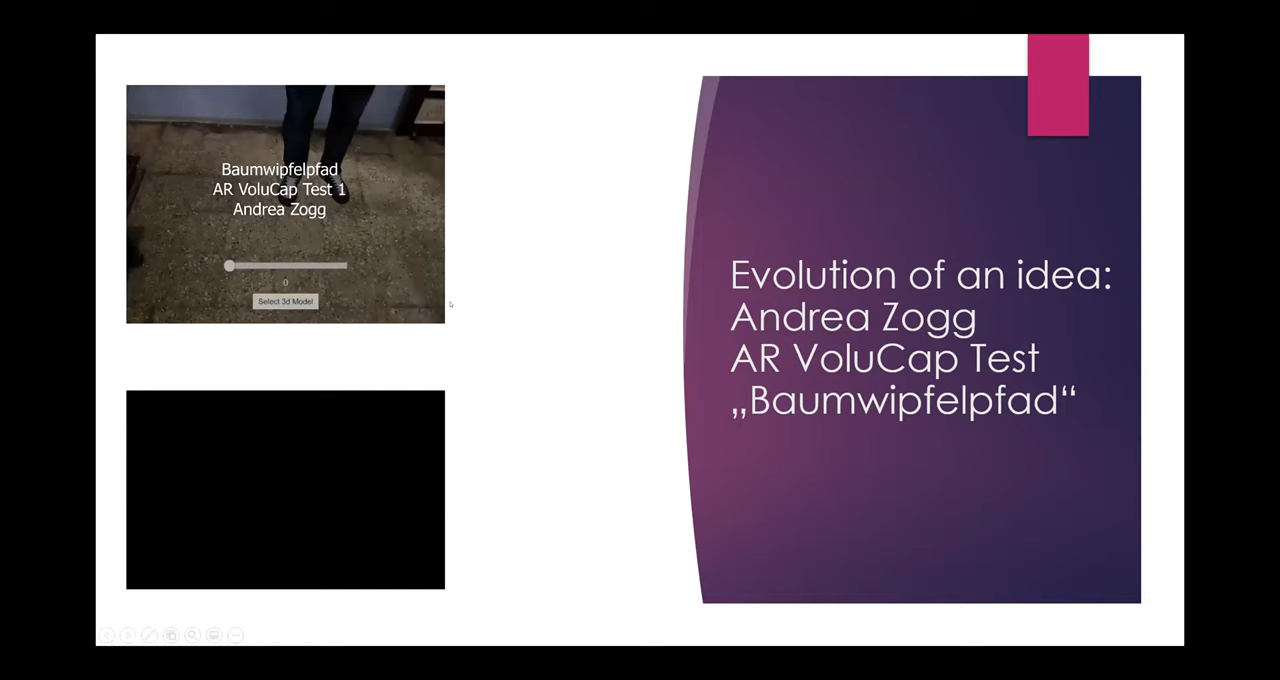 Baumwipfelpfad
AR VoluCap Test 1
Andrea Zogg
0
Select 3d Model
Evolution of an idea:
Andrea Zogg
AR VoluCap Test
„Baumwipfelpfad“